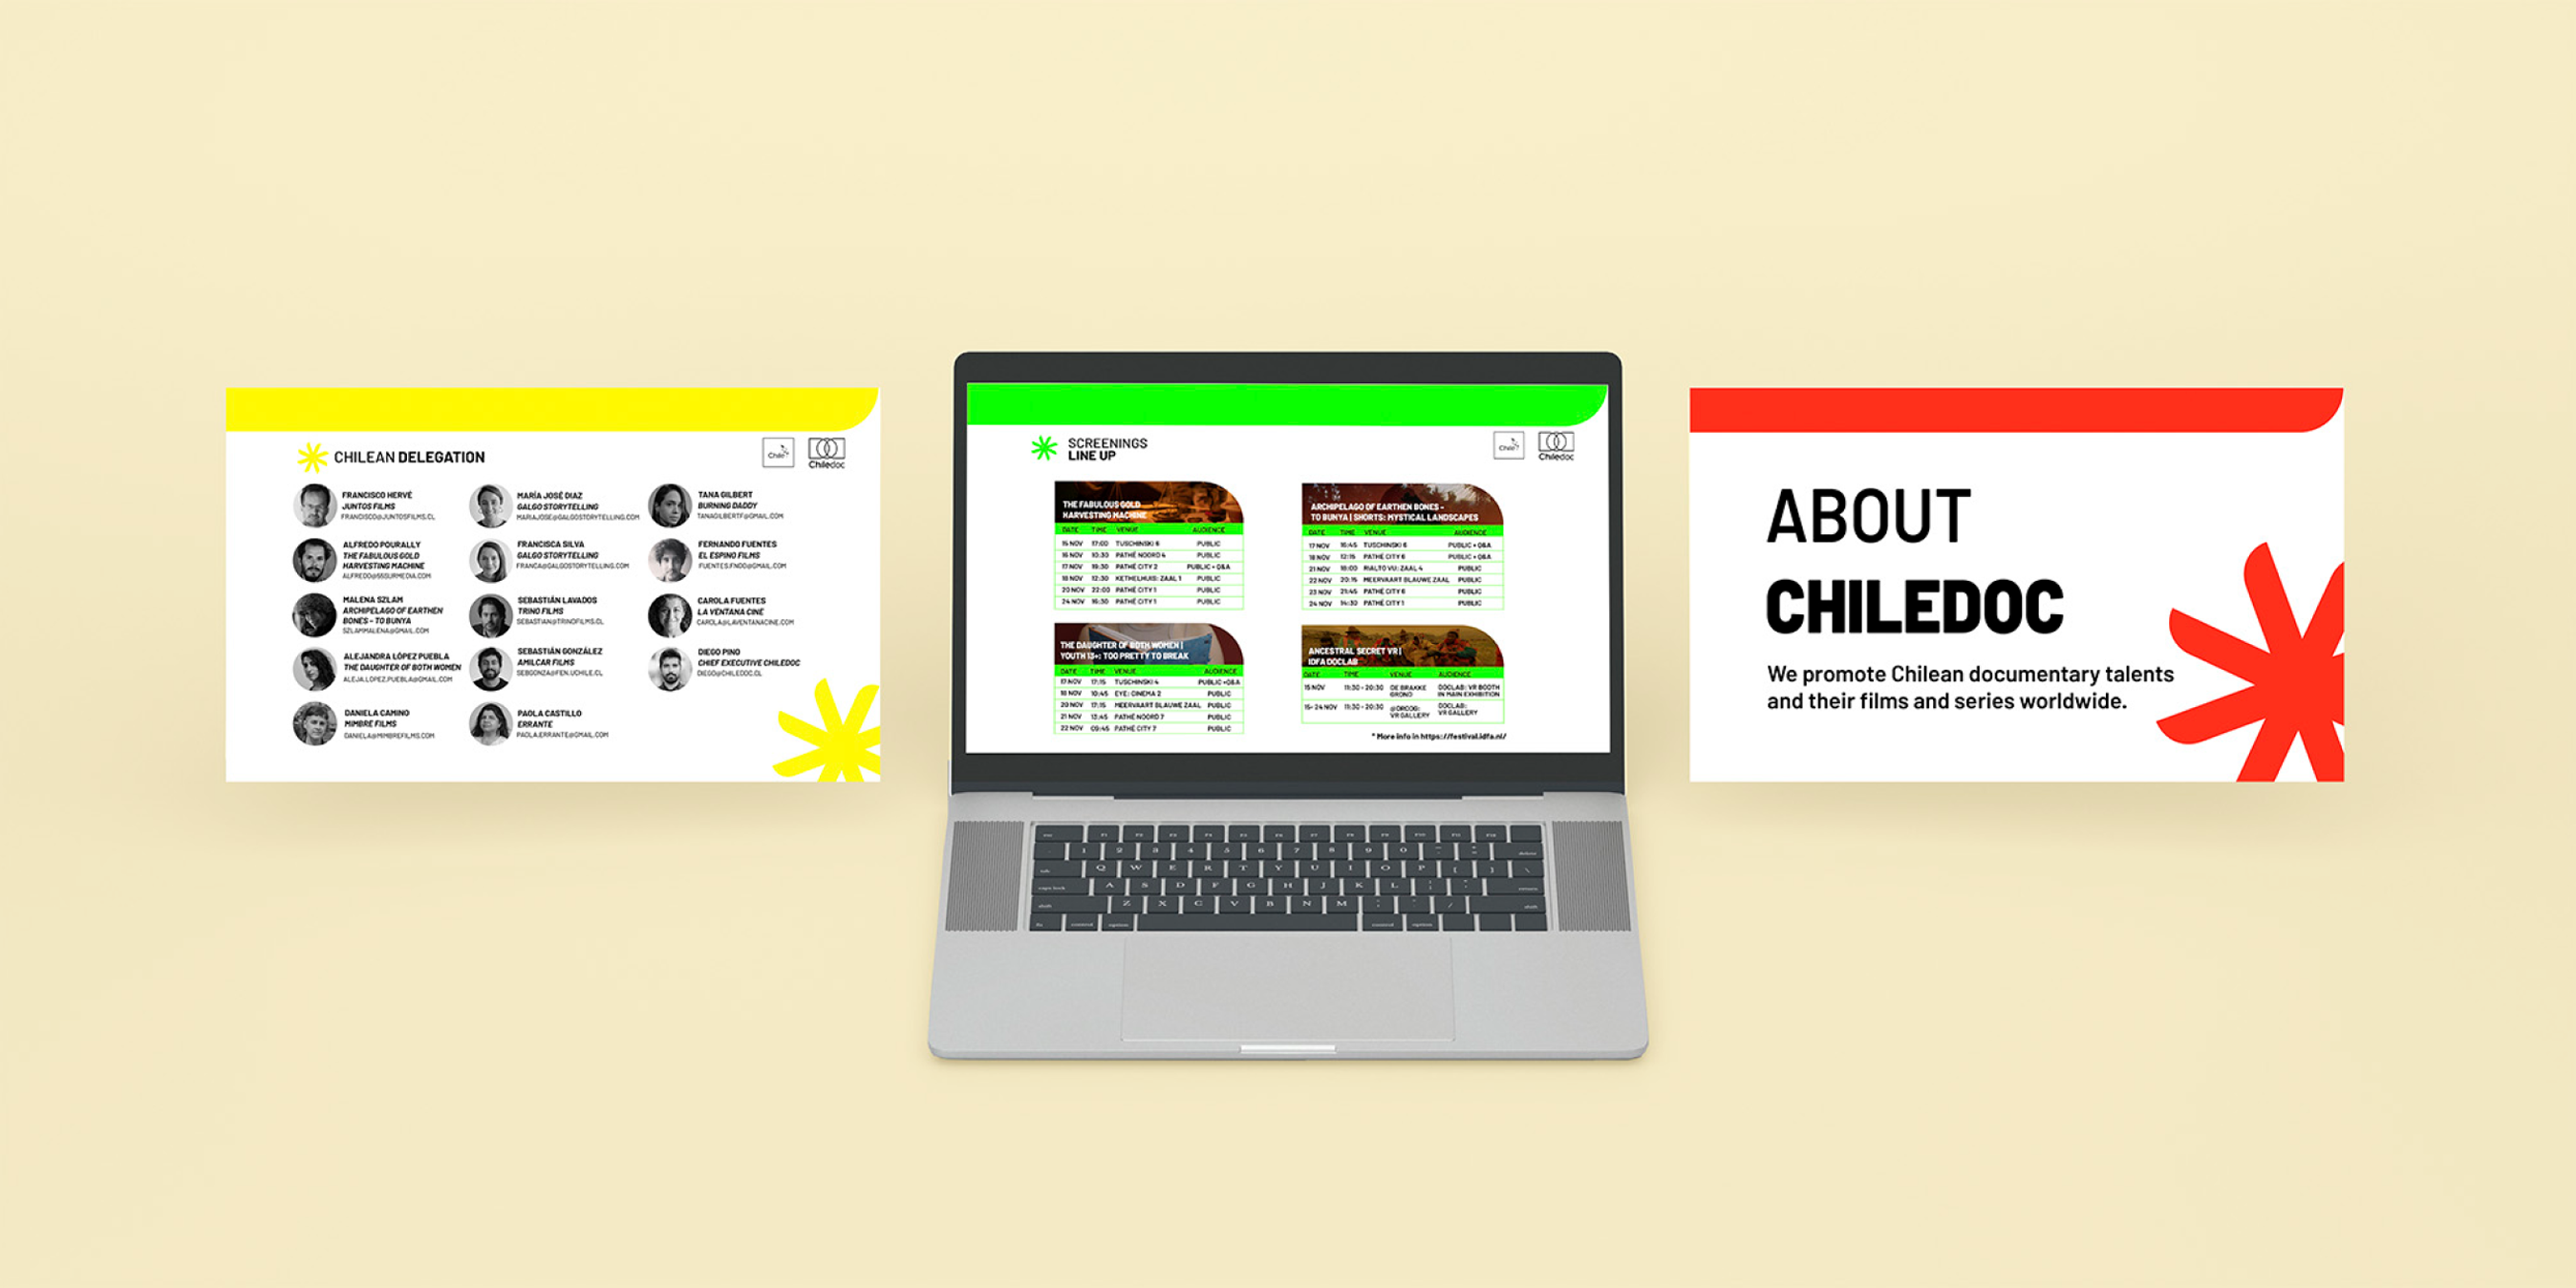 CHILEAN DELEGATION
Chile
Chiledoc
FRANCISCO HERVÉ
JUNTOS FILMS
FRANCISCO@JUNTOSFILMS.CL
ALFREDO POURAILLY
THE FABULOUS GOLD
HARVESTING MACHINE
ALFREDO@55SURMEDIA.COM
MALENA SZLAM
ARCHIPELAGO OF EARTHEN
BONES - TO BUNYA
SZLAMMALENA@GMAIL.COM
ALEJANDRA LÓPEZ PUEBLA
THE DAUGHTER OF BOTH WOMEN
ALEJA.LOPEZ.PUEBLA@GMAIL.COM
DANIELA CAMINO
MIMBRE FILMS
DANIELA@MIMBREFILMS.COM
MARÍA JOSÉ DIAZ
GALGO STORYTELLING
MARIAJOSE@GALGOSTORYTELLING.COM
FRANCISCA SILVA
GALGO STORYTELLING
FRANCA@GALGOSTORYTELLING.COM
SEBASTIÁN LAVADOS
TRINO FILMS
SEBASTIAN@TRINOFILMS.CL
SEBASTIÁN GONZÁLEZ
AMILCAR FILMS
SEBGONZA@FEN.UCHILE.CL
PAOLA CASTILLO
ERRANTE
PAOLA.ERRANTE@GMAIL.COM
TANA GILBERT
BURNING DADDY
TANAGILBERTF@GMAIL.COM
FERNANDO FUENTES
EL ESPINO FILMS
FUENTES.FNDO@GMAIL.COM
CAROLA FUENTES
LA VENTANA CINE
CAROLA@LAVENTANACINE.COM
DIEGO PINO
CHIEF EXECUTIVE CHILEDOC
DIEGO@CHILEDOC.CL
SCREENINGS
LINE UP
Chile
Chiledoc
THE FABULOUS GOLD
HARVESTING MACHINE
DATE TIME VENUE AUDIENCE
15 NOV 17:00 TUSCHINSKI 6 PUBLIC
16 NOV 10:30 PATHÉ NOORD 4 PUBLIC
17 NOV 19:30 PATHÉ CITY 2 PUBLIC + Q&A
18 NOV 12:30 KETHELHUIS: ZAAL 1 PUBLIC
20 NOV 22:00 PATHÉ CITY 1 PUBLIC
24 NOV 16:30 PATHÉ CITY 1 PUBLIC
ARCHIPELAGO OF EARTHEN BONES -
TO BUNYA | SHORTS: MYSTICAL LANDSCAPES
DATE TIME VENUE AUDIENCE
17 NOV 16:45 TUSCHINSKI 6 PUBLIC + Q&A
18 NOV 12:15 PATHÉ CITY 6 PUBLIC + Q&A
21 NOV 18:00 RIALTO VU: ZAAL 4 PUBLIC
22 NOV 20:15 MEERVAART BLAUWE ZAAL PUBLIC
23 NOV 21:45 PATHÉ CITY 6 PUBLIC
24 NOV 14:30 PATHÉ CITY 1 PUBLIC
THE DAUGHTER OF BOTH WOMEN |
YOUTH 13+: TOO PRETTY TO BREAK
DATE TIME VENUE AUDIENCE
17 NOV 17:15 TUSCHINSKI 4 PUBLIC +Q&A
18 NOV 10:45 EYE: CINEMA 2 PUBLIC
20 NOV 17:15 MEERVAART BLAUWE ZAAL PUBLIC
21 NOV 13:45 PATHÉ NOORD 7 PUBLIC
22 NOV 09:45 PATHÉ CITY 7 PUBLIC
ANCESTRAL SECRET VR |
IDFA DOCLAB
DATE TIME VENUE AUDIENCE
15 NOV 11:30 - 20:30 DE BRAKKE GROND DOCLAB: VR BOOTH IN MAIN EXHIBITION
15- 24 NOV 11:30 - 20:30 VR GALLERY DOCLAB: VR GALLERY
* More info in https://festival.idfa.nl/
ABOUT
CHILEDOC
We promote Chilean documentary talents
and their films and series worldwide.